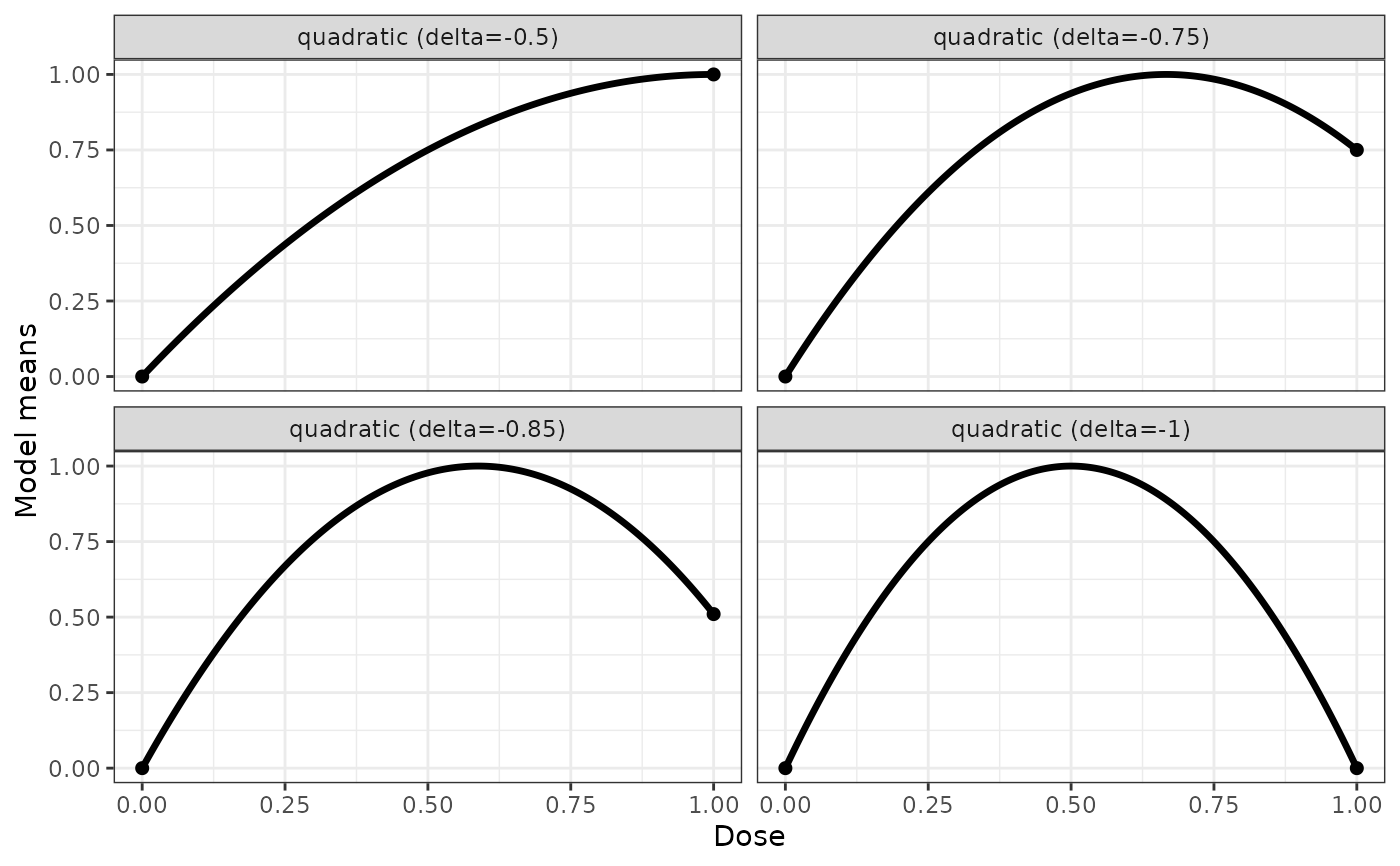 quadratic (delta=-0.5)
quadratic (delta=-0.75)
1.00
0.75
0.50
0.25
0.00
quadratic (delta=-0.85)
quadratic (delta=-1)
1.00
0.75
0.50
0.25
0.00
Model means
0.00 0.25 0.50 0.75 1.00
0.00 0.25 0.50 0.75 1.00
Dose